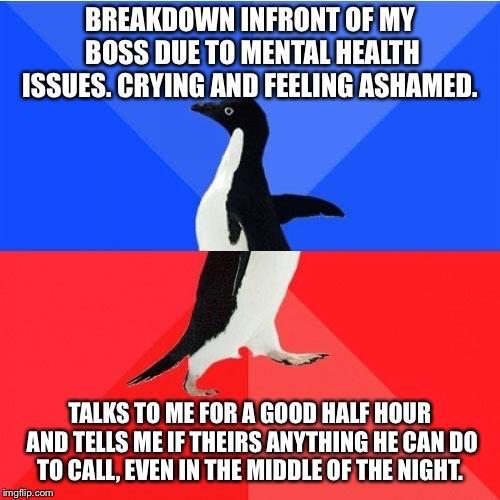 BREAKDOWN INFRONT OF MY
BOSS DUE TO MENTAL HEALTH
ISSUES. CRYING AND FEELING ASHAMED.
TALKS TO ME FOR A GOOD HALF HOUR
AND TELLS ME IF THEIRS ANYTHING HE CAN DO
TO CALL, EVEN IN THE MIDDLE OF THE NIGHT.
imgflip.com